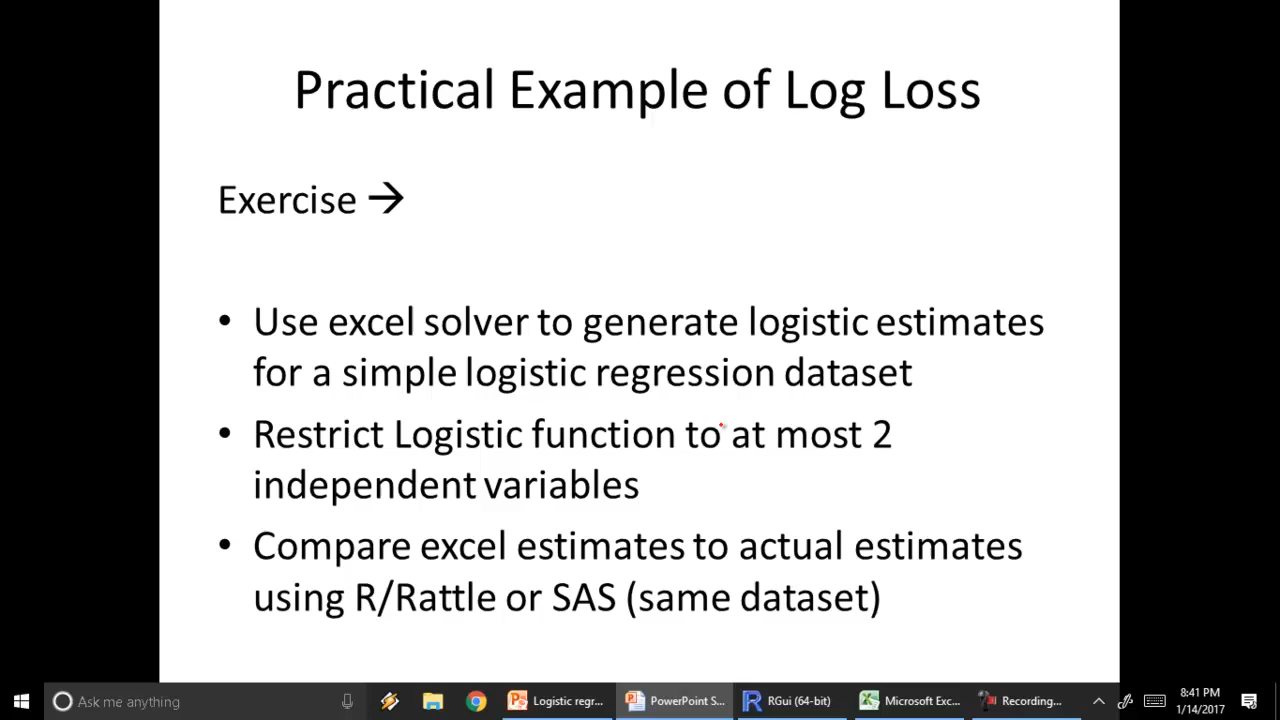 Practical Example of Log Loss
Exercise →
• Use excel solver to generate logistic estimates
for a simple logistic regression dataset
• Restrict Logistic function to at most 2
independent variables
• Compare excel estimates to actual estimates
using R/Rattle or SAS (same dataset)
Ask me anything
Logistic regr...
PowerPoint S...
RGui (64-bit)
Microsoft Exc...
Recording...
8:41 PM
1/14/2017